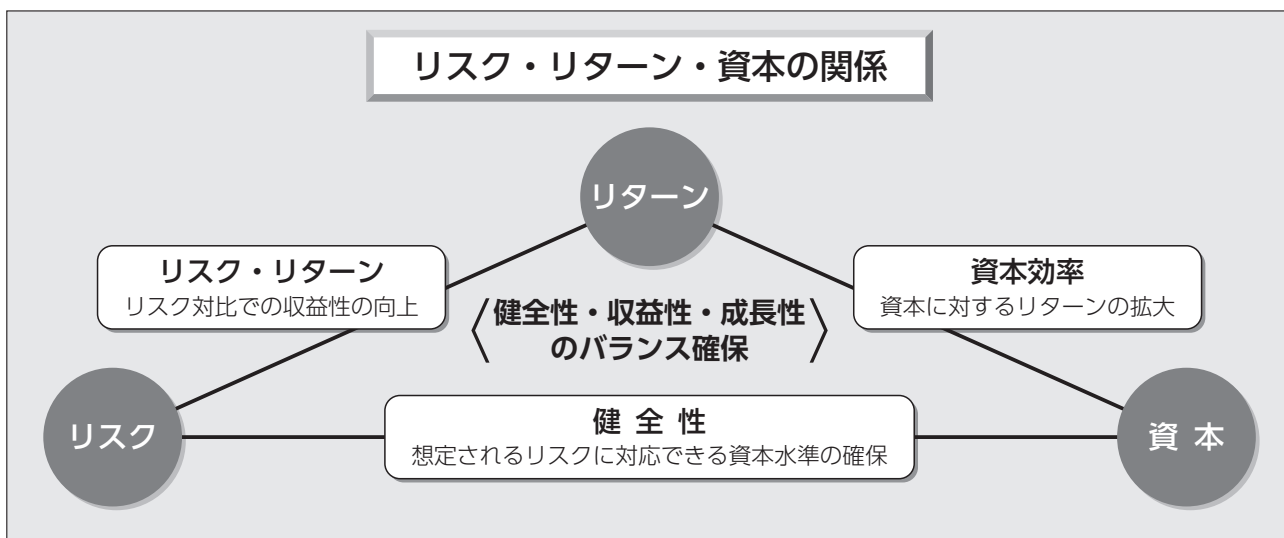 リスク・リターン・資本の関係
リターン
リスク・リターン
リスク対比での収益性の向上
資本効率
資本に対するリターンの拡大
〈健全性・収益性・成長性
のバランス確保〉
リスク
健 全 性
想定されるリスクに対応できる資本水準の確保
資 本